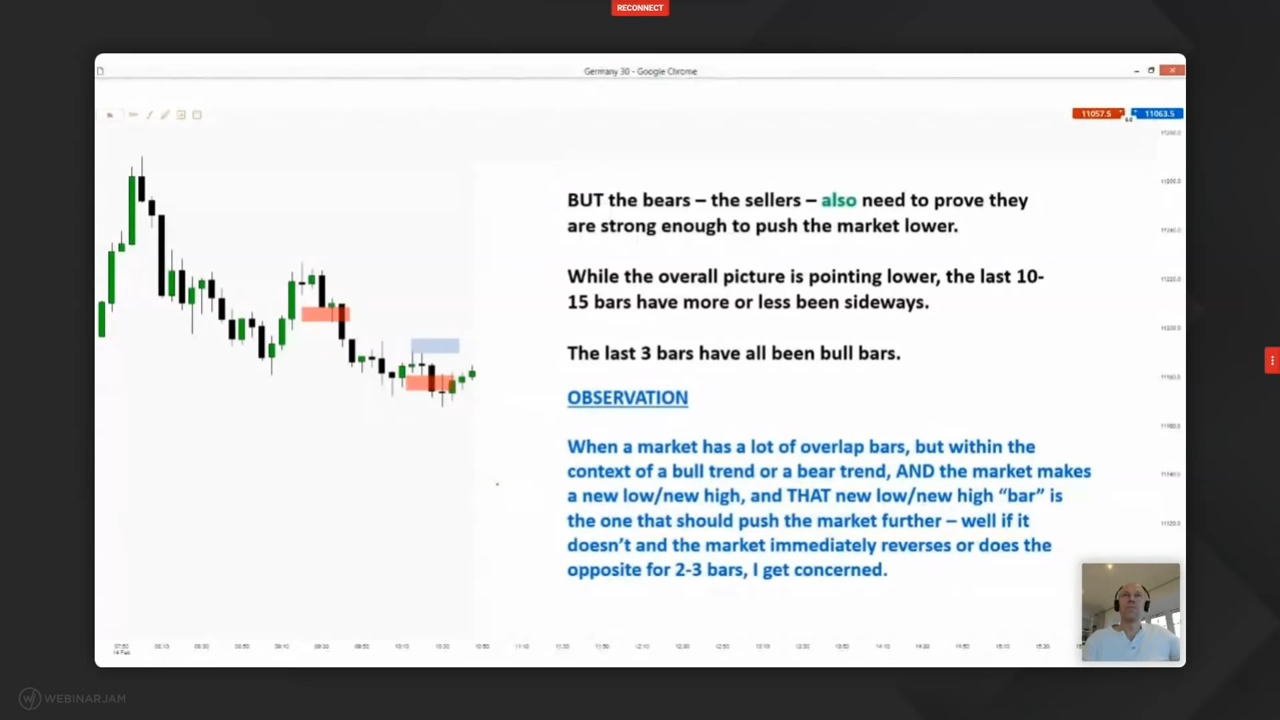 RECONNECT
Germany 30 - Google Chrome
11057.5
11063.5
BUT the bears – the sellers – also need to prove they
are strong enough to push the market lower.
While the overall picture is pointing lower, the last 10-
15 bars have more or less been sideways.
The last 3 bars have all been bull bars.
OBSERVATION
When a market has a lot of overlap bars, but within the
context of a bull trend or a bear trend, AND the market makes
a new low/new high, and THAT new low/new high “bar” is
the one that should push the market further – well if it
doesn’t and the market immediately reverses or does the
opposite for 2-3 bars, I get concerned.
WEBINARJAM